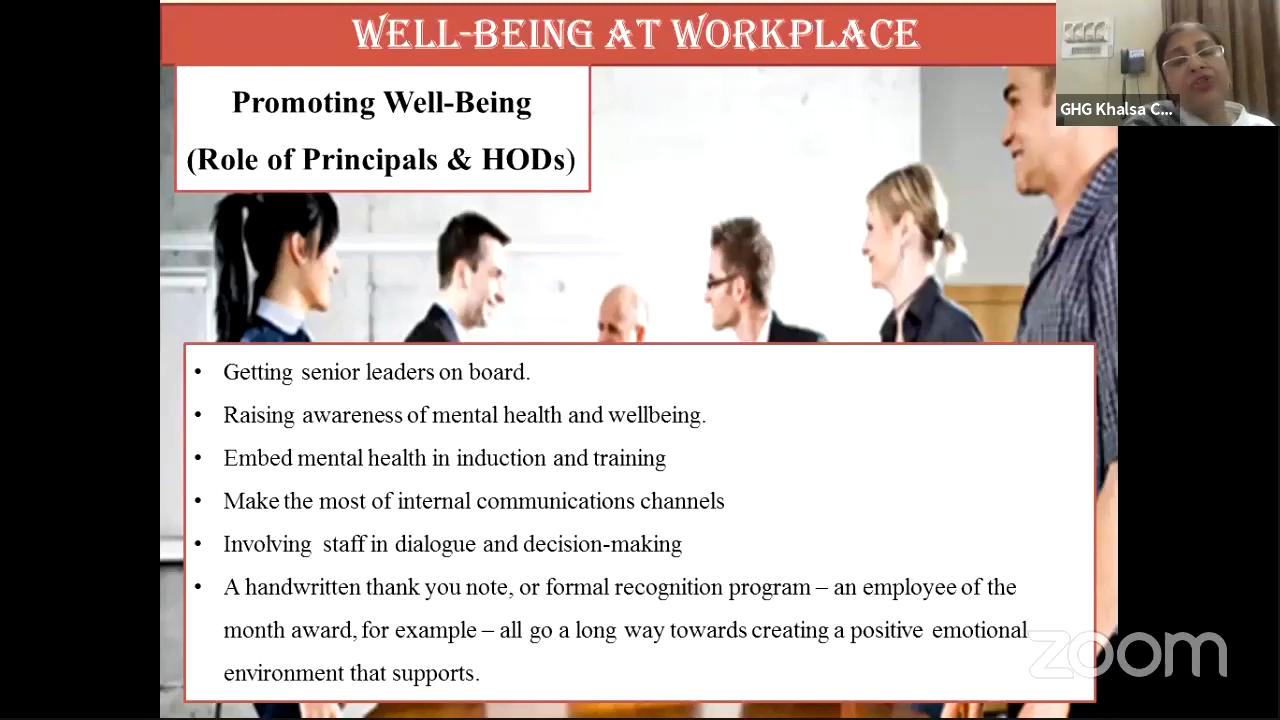 WELL-BEING AT WORKPLACE
GHG Khalsa C...
Promoting Well-Being
(Role of Principals & HODs)
• Getting senior leaders on board.
• Raising awareness of mental health and wellbeing.
• Embed mental health in induction and training
• Make the most of internal communications channels
• Involving staff in dialogue and decision-making
• A handwritten thank you note, or formal recognition program – an employee of the
month award, for example – all go a long way towards creating a positive emotional
environment that supports.
zoom